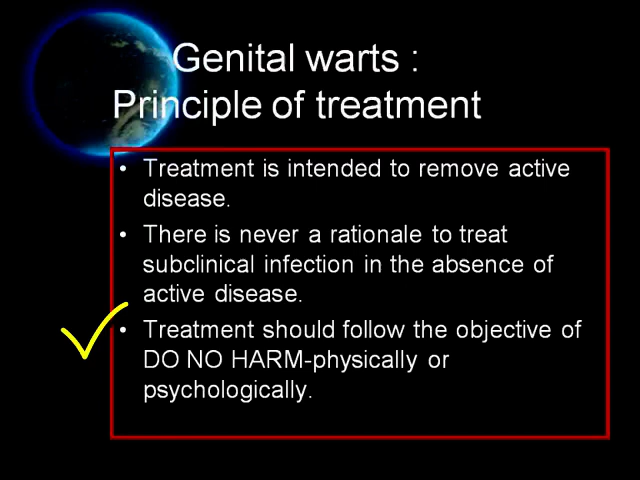 Genital warts :
Principle of treatment
• Treatment is intended to remove active
disease.
• There is never a rationale to treat
subclinical infection in the absence of
active disease.
• Treatment should follow the objective of
DO NO HARM-physically or
psychologically.